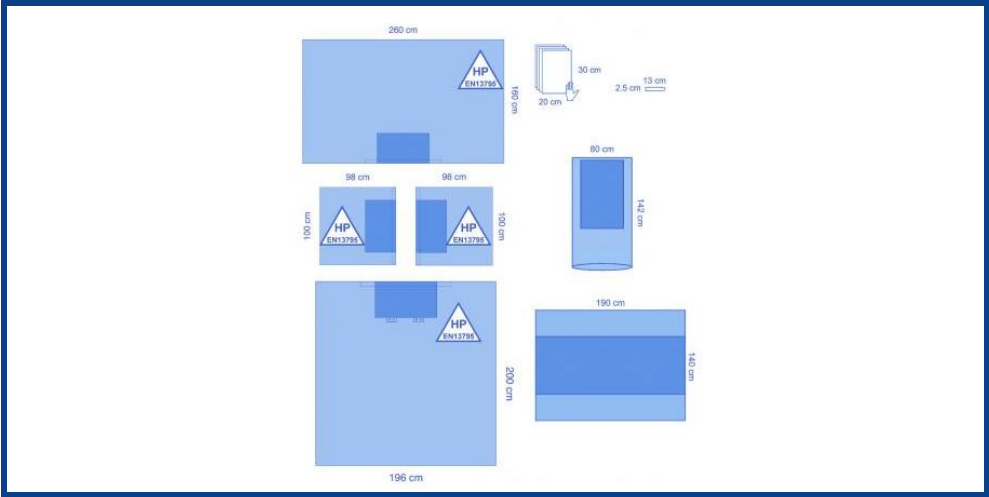 260 cm
HP
EN13795
160 cm
30 cm
20 cm
13 cm
2.5 cm
98 cm
98 cm
100 cm
HP
EN13795
HP
EN13795
100 cm
80 cm
142 cm
HP
EN13795
200 cm
196 cm
190 cm
140 cm